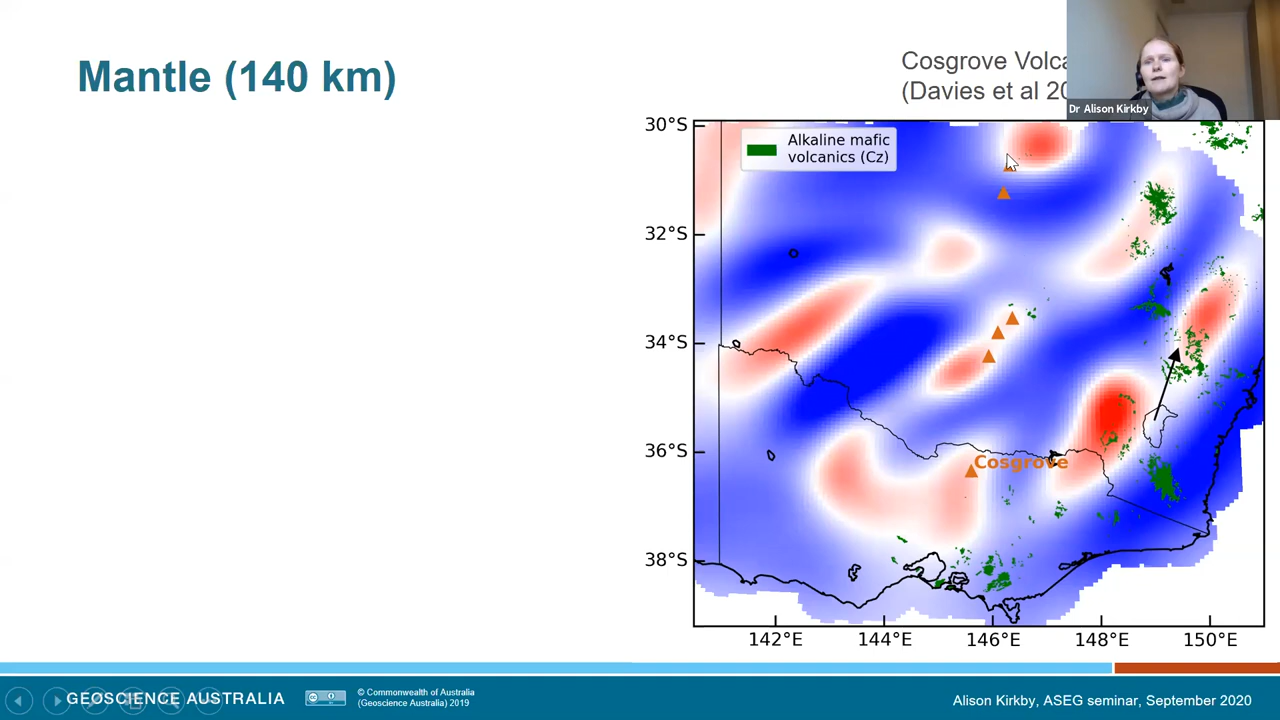 Mantle (140 km)
Cosgrove
(Davies et al
Dr Alison Kirkby
Alkaline mafic
volcanics (Cz)
30°S
32°S
34°S
36°S
38°S
Cosgrove
142°E
144°E
146°E
148°E
150°E
GEOSCIENCE AUSTRALIA
© Commonwealth of Australia
(Geoscience Australia) 2019
Alison Kirkby, ASEG seminar, September 2020